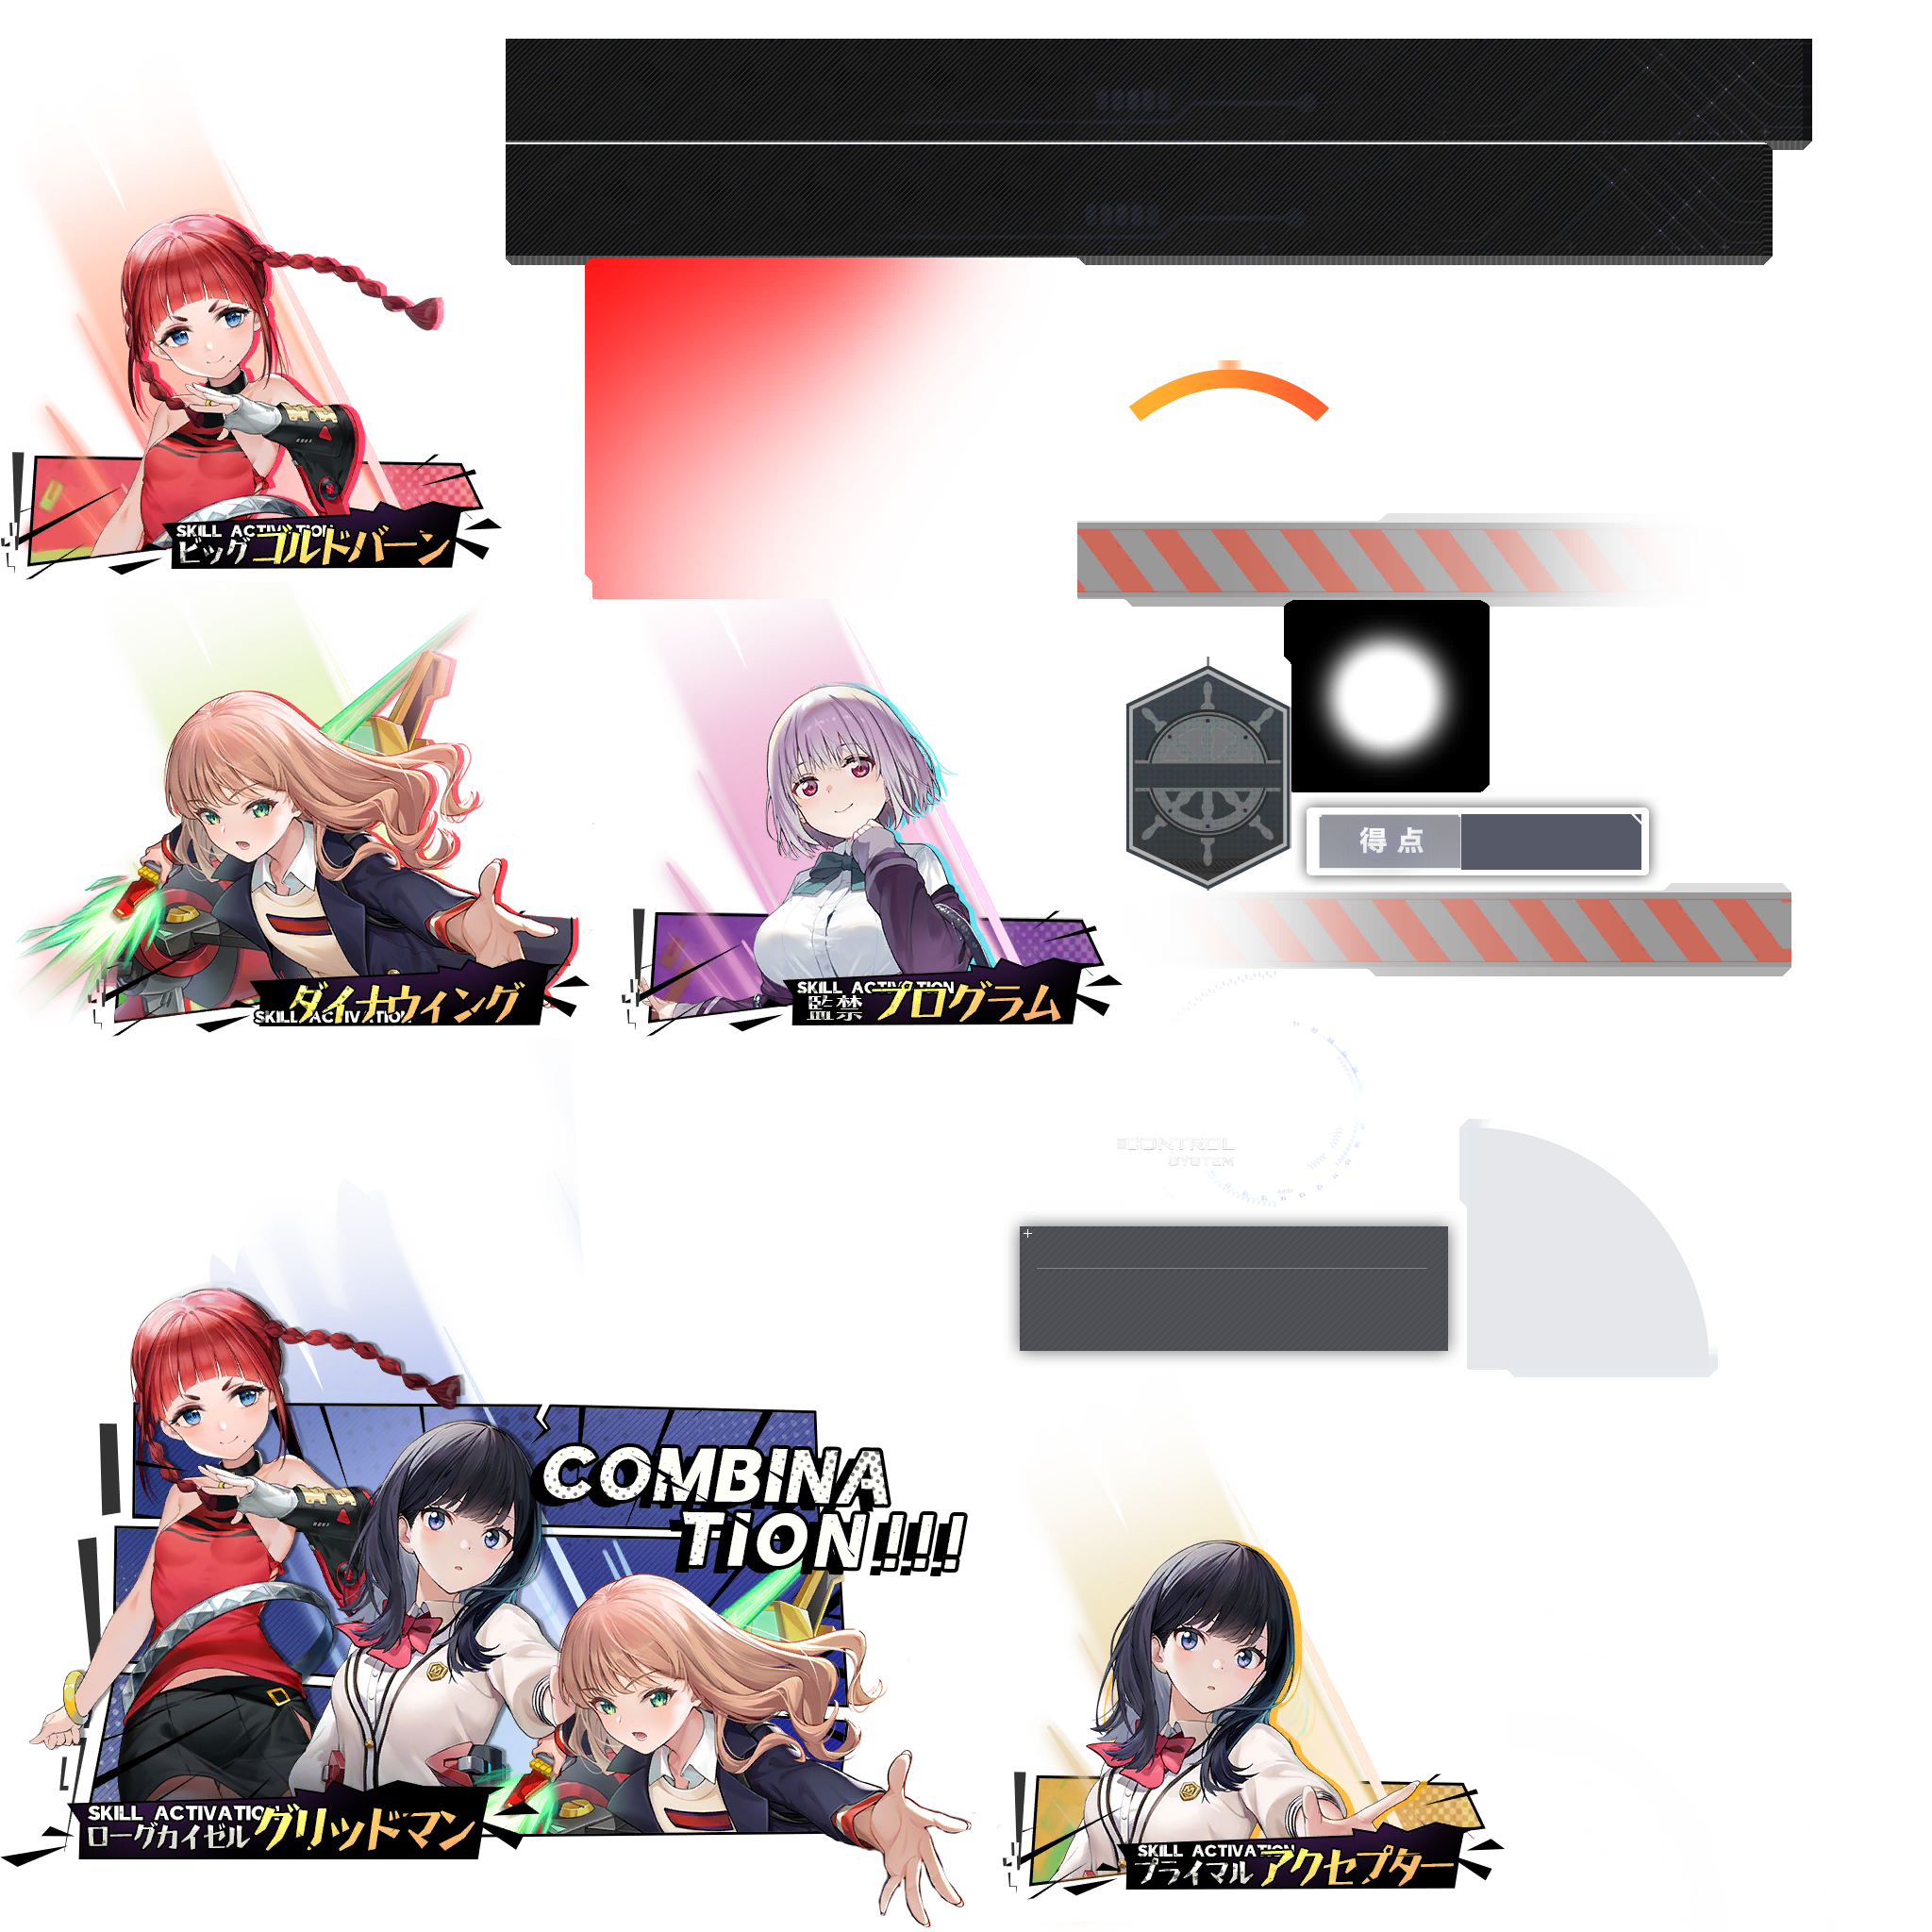 SKILL ACTIVATION
ビッグゴルドバーン
SKILL ACTIVATION
ダイナウィング
SKILL ACTIVATION
監禁プログラム
得点
CONTROL
SYSTEM
COMBINA
TION!!!!
SKILL ACTIVATION
ローグカイゼルグリッドマン
SKILL ACTIVATION
プライマルアクセプター